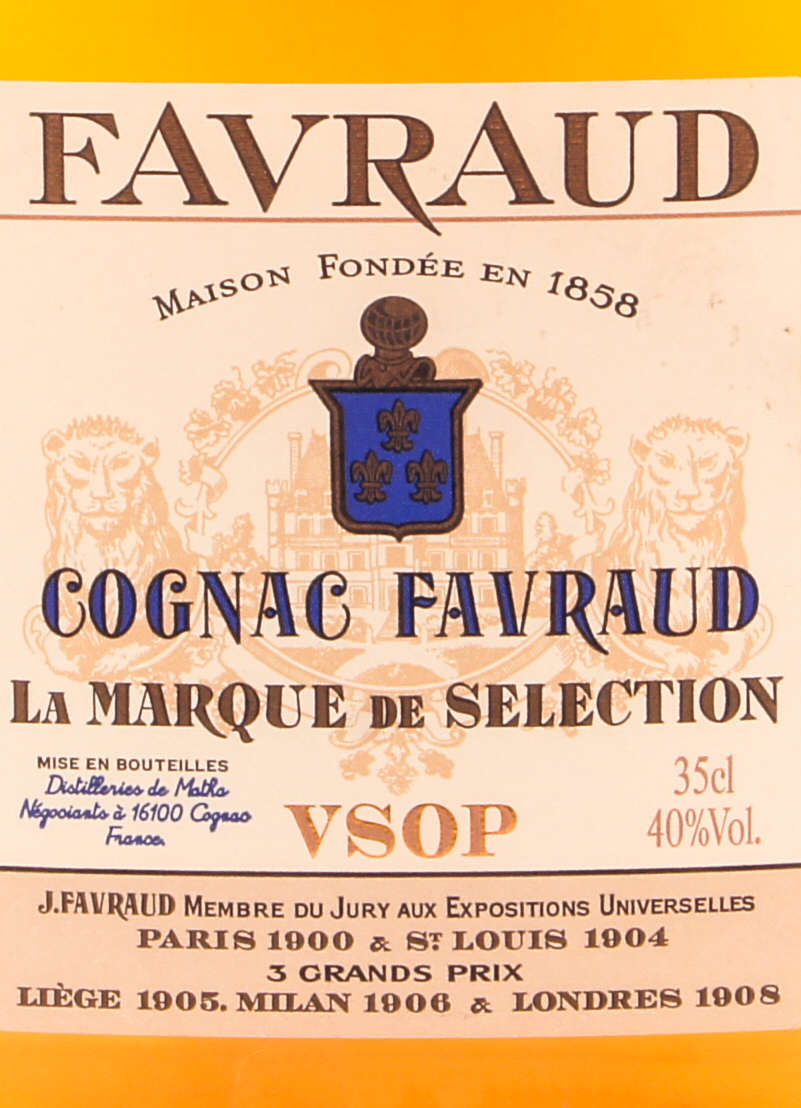 FAVRAUD
MAISON FONDÉE EN 1858
COGNAC FAVRAUD
LA MARQUE DE SELECTION
MISE EN BOUTEILLES
Distilleries de Matha
Négociants à 16100 Cognac
France
35cl
40%Vol.
VSOP
J.FAVRAUD MEMBRE DU JURY AUX EXPOSITIONS UNIVERSELLES
PARIS 1900 & ST LOUIS 1904
3 GRANDS PRIX
LIÈGE 1905. MILAN 1906 & LONDRES 1908